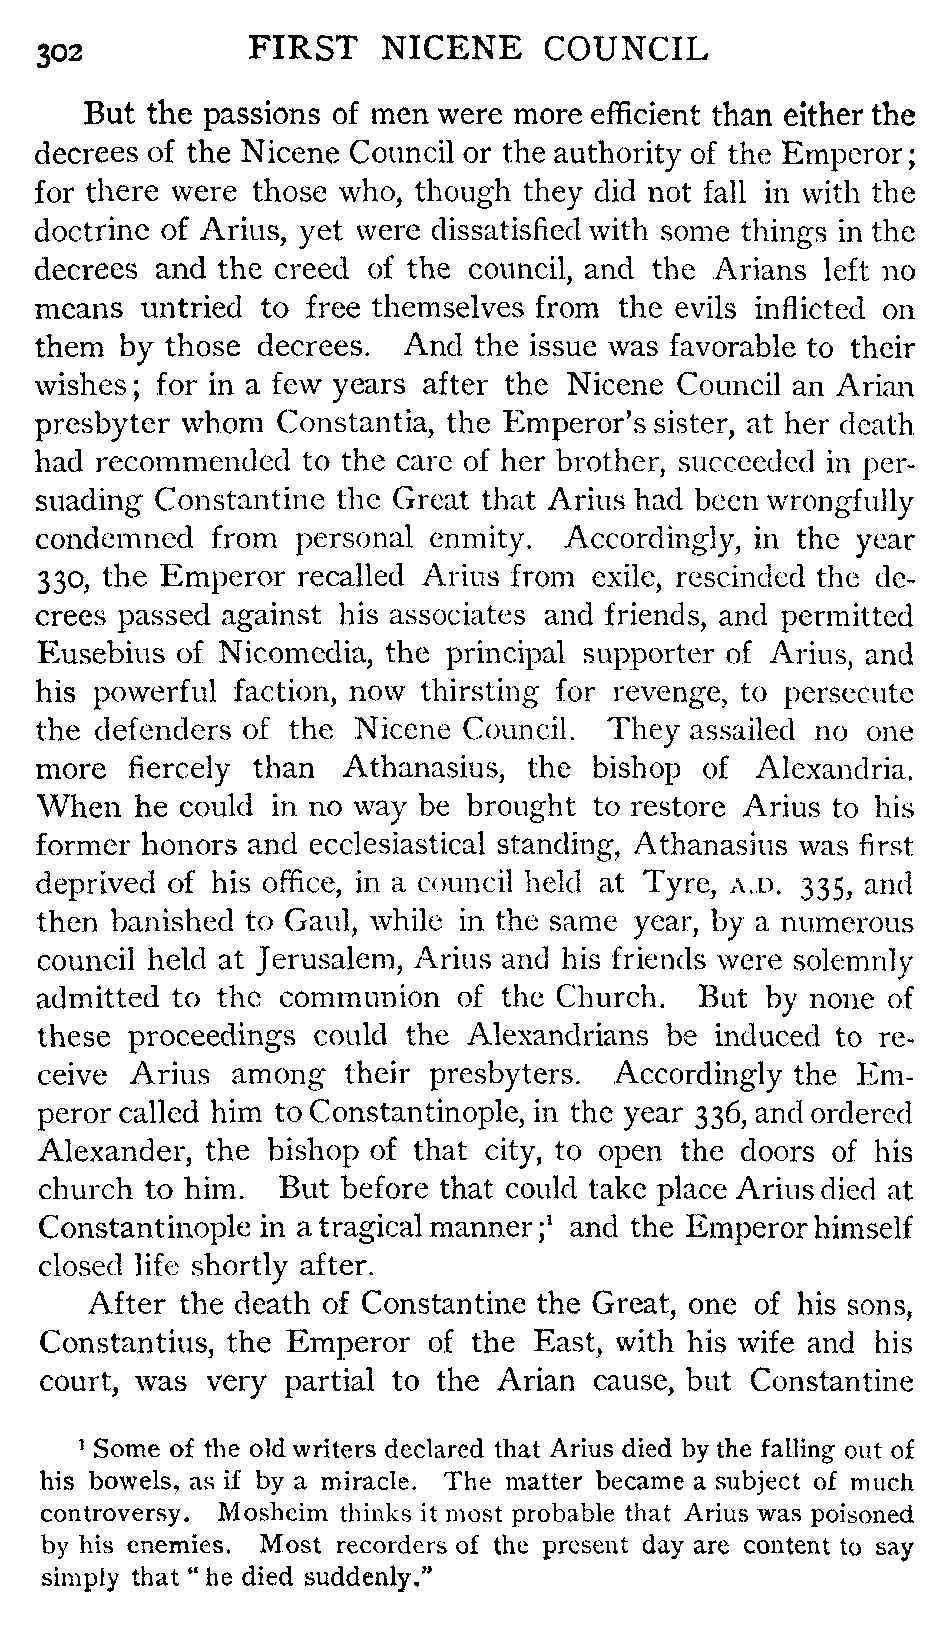 302 FIRST NICENE COUNCIL
But the passions of men were more efficient than either the
decrees of the Nicene Council or the authority of the Emperor;
for there were those who, though they did not fall in with the
doctrine of Arius, yet were dissatisfied with some things in the
decrees and the creed of the council, and the Arians left no
means untried to free themselves from the evils inflicted on
them by those decrees. And the issue was favorable to their
wishes; for in a few years after the Nicene Council an Arian
presbyter whom Constantia, the Emperor's sister, at her death
had recommended to the care of her brother, succeeded in per-
suading Constantine the Great that Arius had been wrongfully
condemned from personal enmity. Accordingly, in the year
330, the Emperor recalled Arius from exile, rescinded the de-
crees passed against his associates and friends, and permitted
Eusebius of Nicomedia, the principal supporter of Arius, and
his powerful faction, now thirsting for revenge, to persecute
the defenders of the Nicene Council. They assailed no one
more fiercely than Athanasius, the bishop of Alexandria.
When he could in no way be brought to restore Arius to his
former honors and ecclesiastical standing, Athanasius was first
deprived of his office, in a council held at Tyre, A.D. 335, and
then banished to Gaul, while in the same year, by a numerous
council held at Jerusalem, Arius and his friends were solemnly
admitted to the communion of the Church. But by none of
these proceedings could the Alexandrians be induced to re-
ceive Arius among their presbyters. Accordingly the Em-
peror called him to Constantinople, in the year 336, and ordered
Alexander, the bishop of that city, to open the doors of his
church to him. But before that could take place Arius died at
Constantinople in a tragical manner;¹ and the Emperor himself
closed life shortly after.
After the death of Constantine the Great, one of his sons,
Constantius, the Emperor of the East, with his wife and his
court, was very partial to the Arian cause, but Constantine
¹ Some of the old writers declared that Arius died by the falling out of
his bowels, as if by a miracle. The matter became a subject of much
controversy. Mosheim thinks it most probable that Arius was poisoned
by his enemies. Most recorders of the present day are content to say
simply that "he died suddenly."